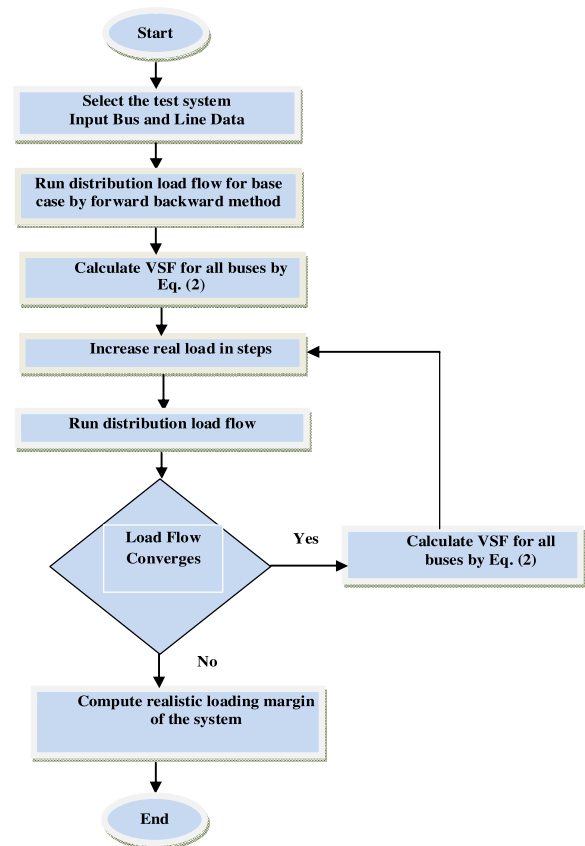 Start
Select the test system
Input Bus and Line Data
Run distribution load flow for base
case by forward backward method
Calculate VSF for all buses by
Eq. (2)
Increase real load in steps
Run distribution load flow
Load Flow
Converges
Yes
Calculate VSF for all
buses by Eq. (2)
No
Compute realistic loading margin
of the system
End